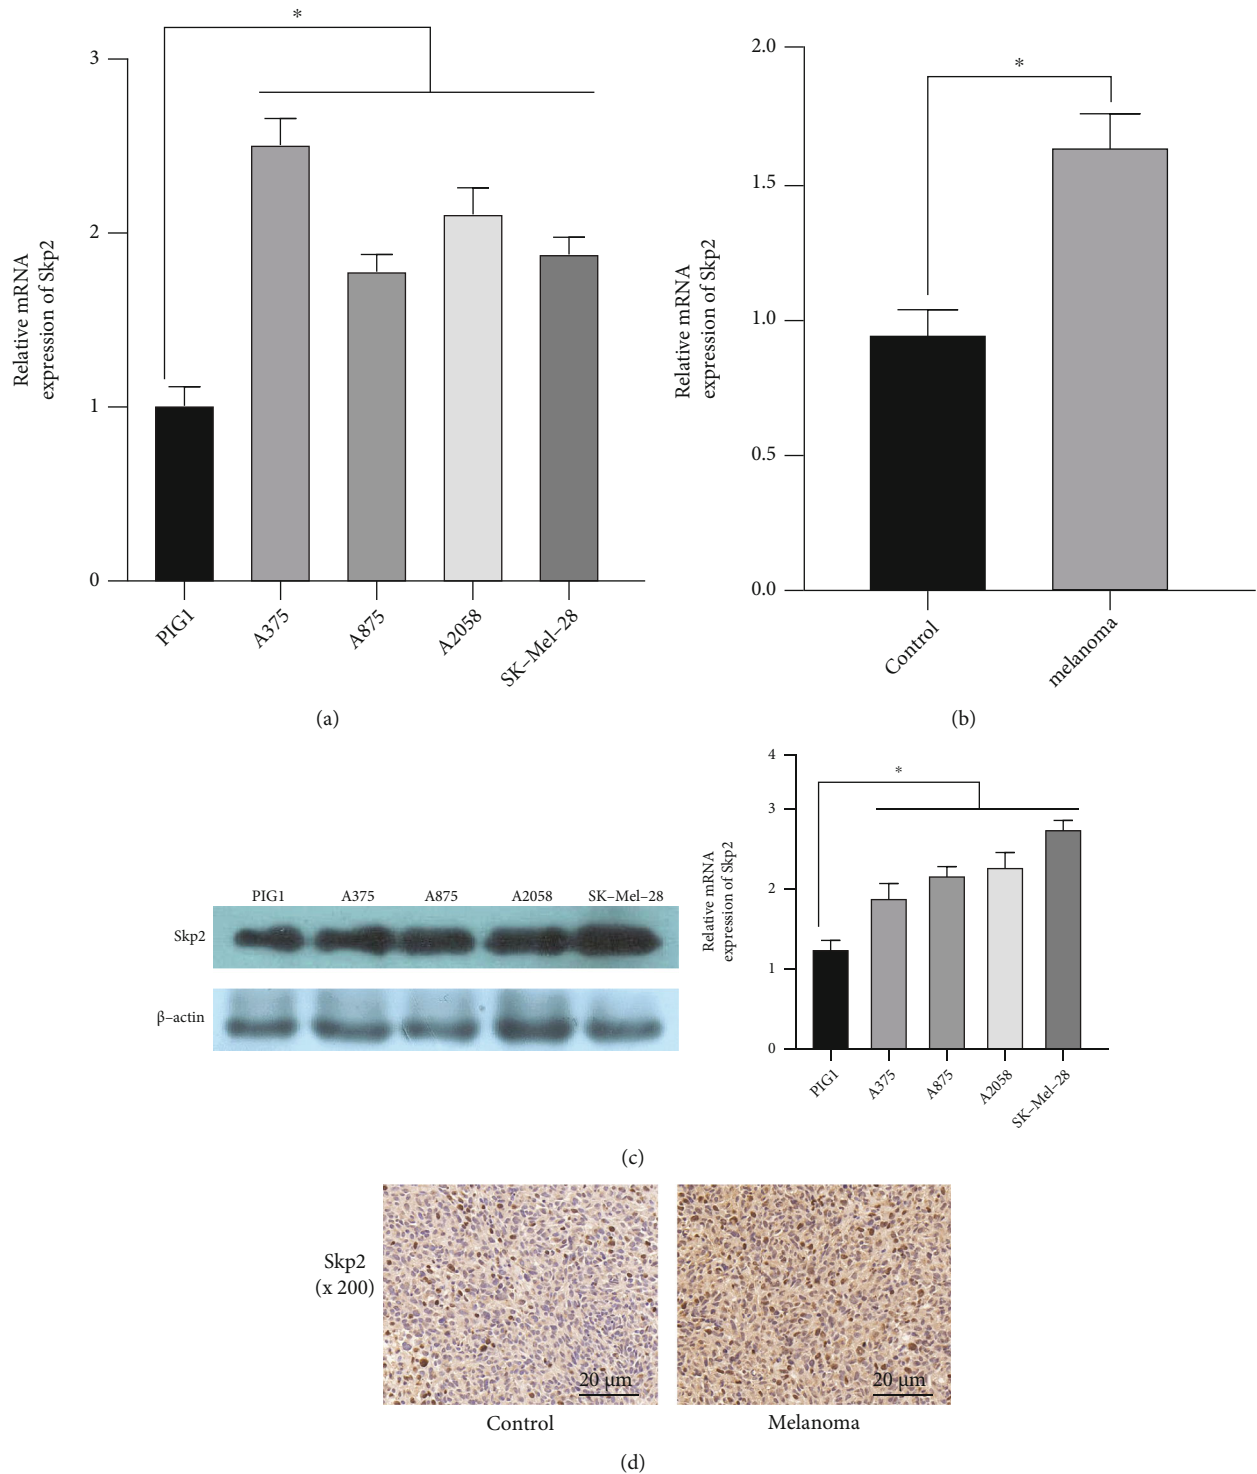 *
3
2
1
0
Relative mRNA
expression of Skp2
PIG1
A375
A875
A2058
SK–Mel–28
(a)
*
2.0
1.5
1.0
0.5
0.0
Relative mRNA
expression of Skp2
Control
melanoma
(b)
PIG1 A375 A875 A2058 SK–Mel–28
Skp2
β–actin
*
4
3
2
1
0
Relative mRNA
expression of Skp2
PIG1
A375
A875
A2058
SK–Mel–28
(c)
Skp2
(x 200)
20 μm
20 μm
Control
Melanoma
(d)